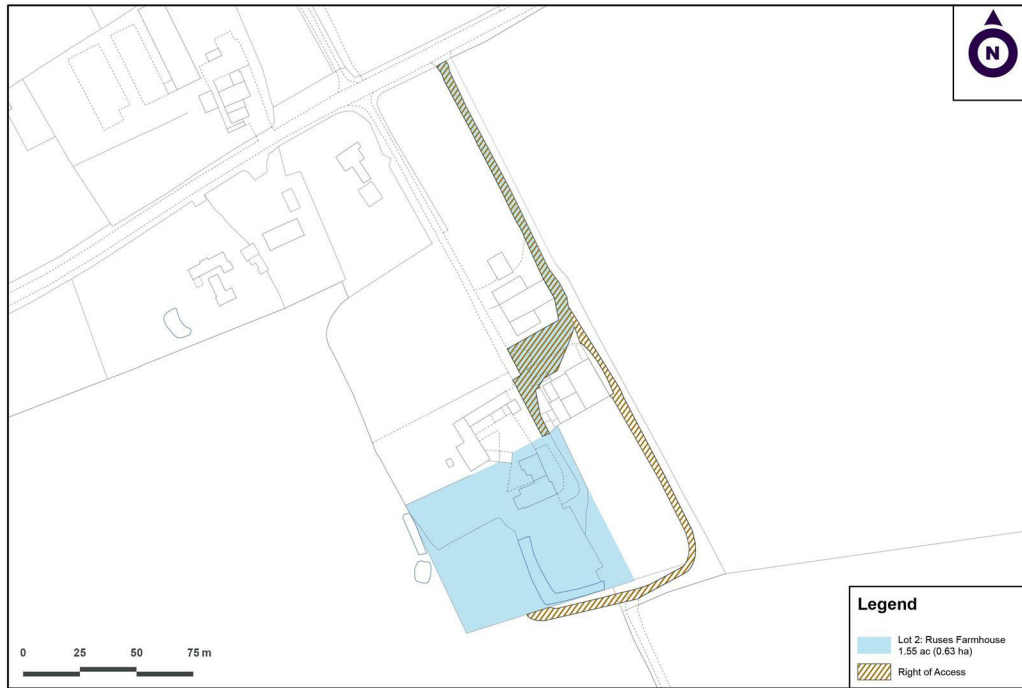 N
Legend
Lot 2: Ruses Farmhouse
1.55 ac (0.63 ha)
Right of Access
0 25 50 75 m